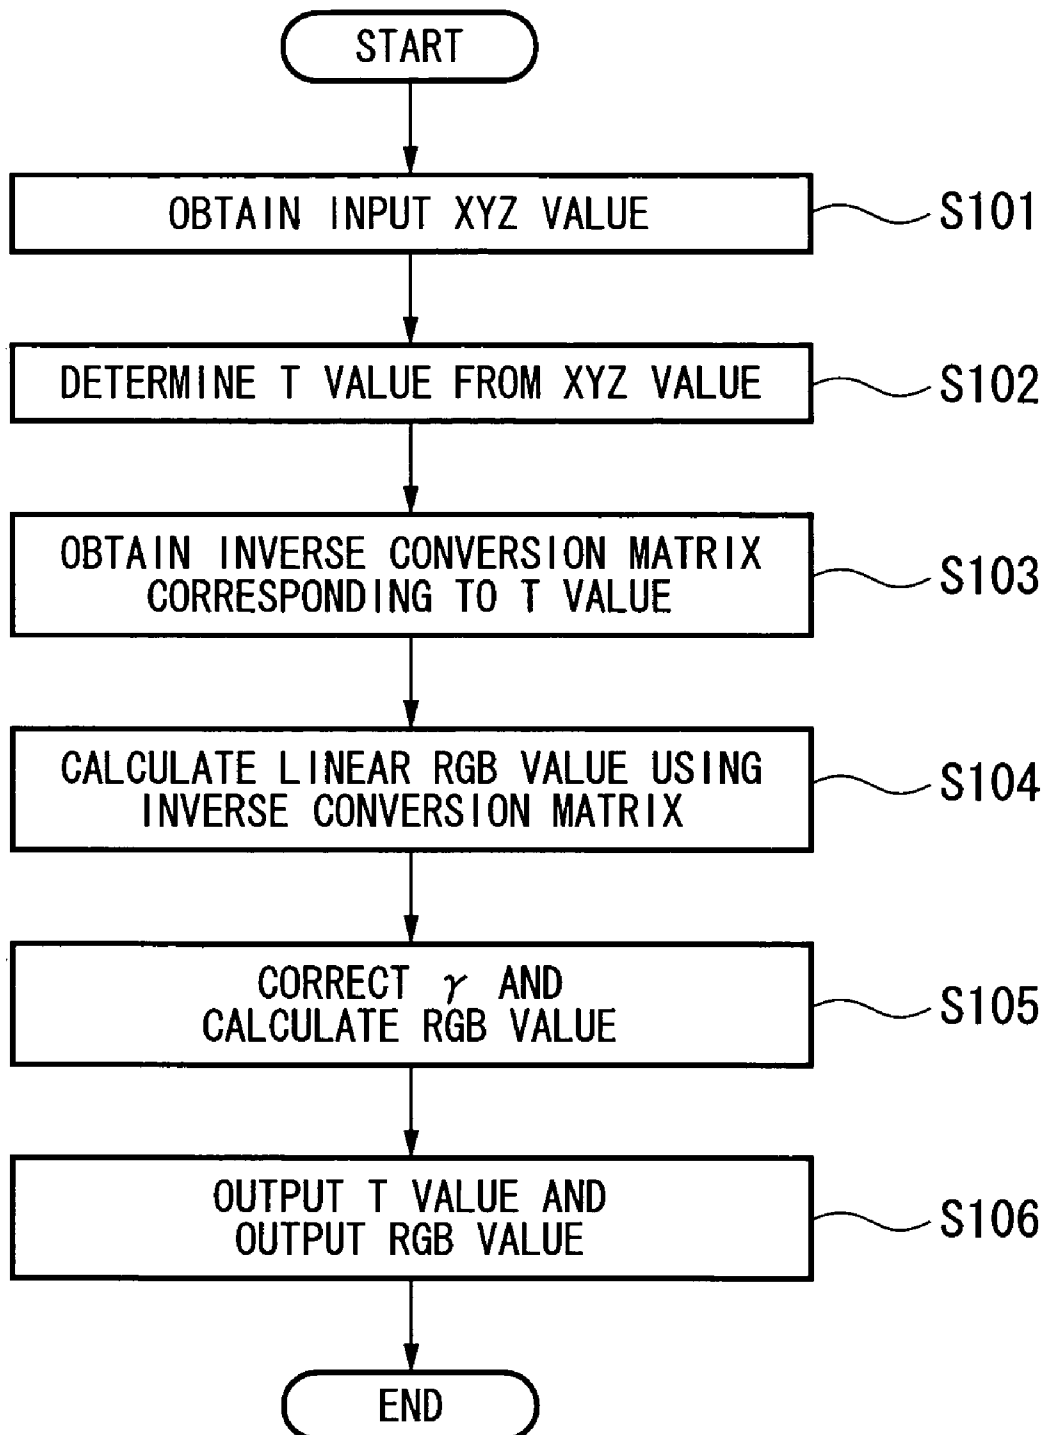 START
OBTAIN INPUT XYZ VALUE
S101
DETERMINE T VALUE FROM XYZ VALUE
S102
OBTAIN INVERSE CONVERSION MATRIX
CORRESPONDING TO T VALUE
S103
CALCULATE LINEAR RGB VALUE USING
INVERSE CONVERSION MATRIX
S104
CORRECT γ AND
CALCULATE RGB VALUE
S105
OUTPUT T VALUE AND
OUTPUT RGB VALUE
S106
END